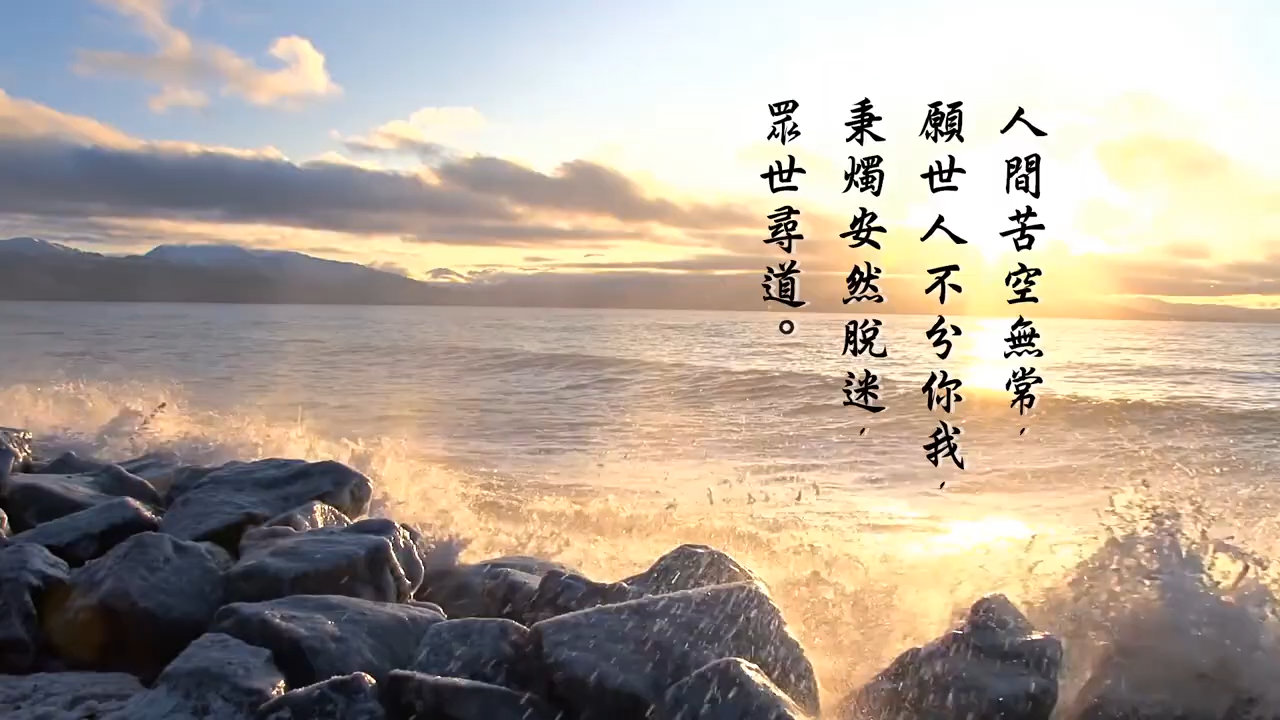 人間苦空無常，
願世人不分你我，
秉燭安然脫迷，
眾世尋道。